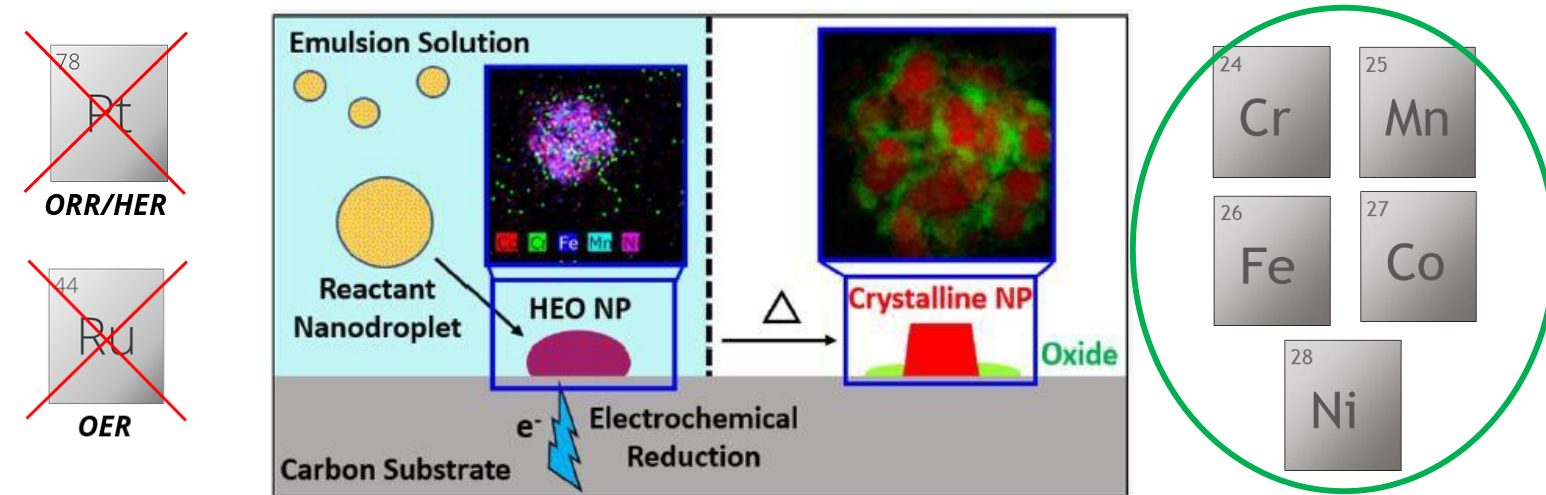 78
Pt
ORR/HER
44
Ru
OER
Emulsion Solution
Reactant
Nanodroplet
Co Cr Fe Mn Ni
HEO NP
e-
Electrochemical
Reduction
Carbon Substrate
△
Crystalline NP
Oxide
24
Cr
25
Mn
26
Fe
27
Co
28
Ni